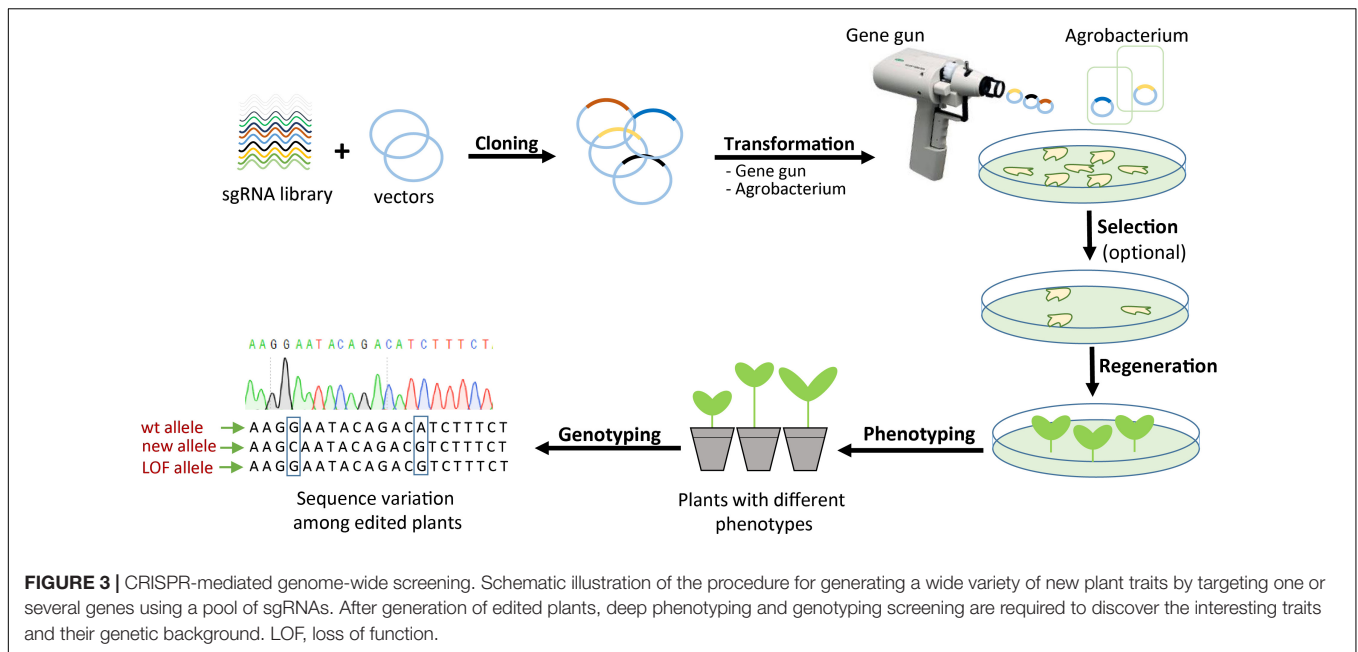 Gene gun
Agrobacterium
sgRNA library
+
vectors
Cloning
Transformation
- Gene gun
- Agrobacterium
Selection
(optional)
Regeneration
Phenotyping
Plants with different
phenotypes
Genotyping
A A G G A A T A C A G A C A T C T T T C T.
wt allele A A G G A A T A C A G A C A T C T T T C T
new allele A A G C A A T A C A G A C G T C T T T C T
LOF allele A A G G A A T A C A G A C G T C T T T C T
Sequence variation
among edited plants
FIGURE 3 | CRISPR-mediated genome-wide screening. Schematic illustration of the procedure for generating a wide variety of new plant traits by targeting one or
several genes using a pool of sgRNAs. After generation of edited plants, deep phenotyping and genotyping screening are required to discover the interesting traits
and their genetic background. LOF, loss of function.